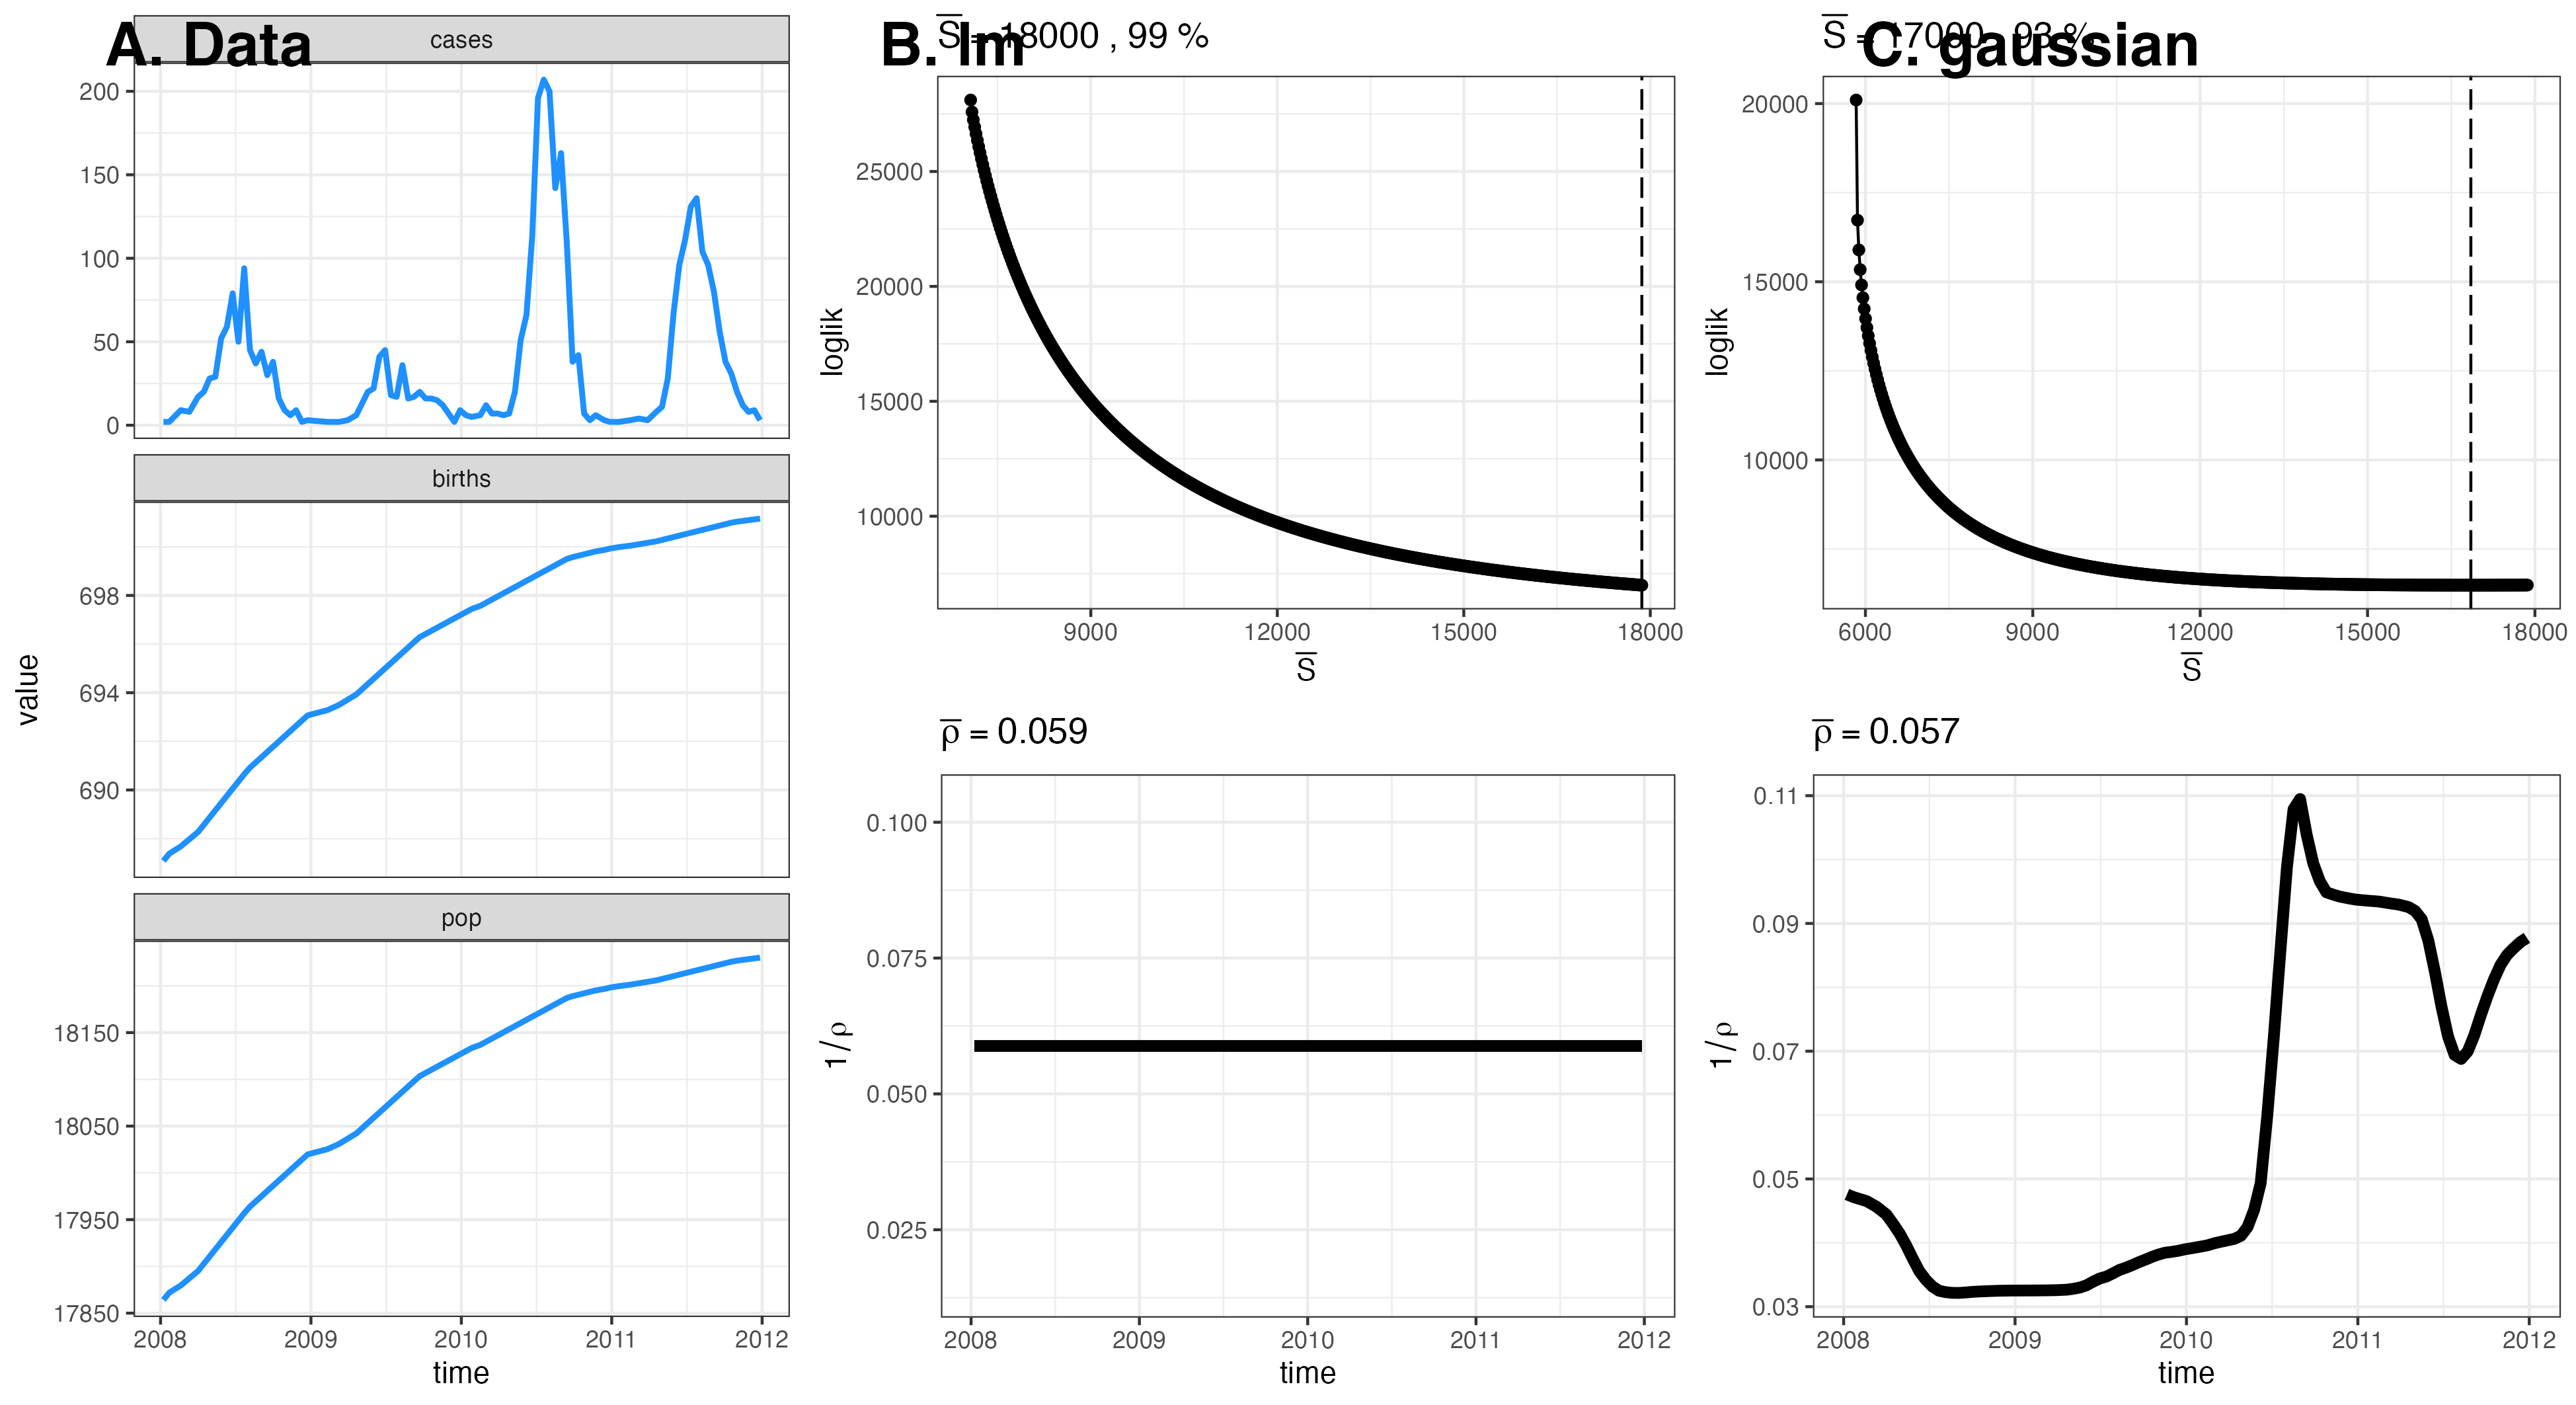 A. Data
cases
200
150
100
50
0
births
698
694
690
pop
18150
18050
17950
17850
value
2008 2009 2010 2011 2012
time
B. lm
S̅ = 18000 , 99 %
25000
20000
15000
10000
loglik
9000 12000 15000 18000
S̅
ρ̅ = 0.059
0.100
0.075
0.050
0.025
1/ρ
2008 2009 2010 2011 2012
time
C. gaussian
S̅ = 17000 , 93 %
20000
15000
10000
loglik
6000 9000 12000 15000 18000
S̅
ρ̅ = 0.057
0.11
0.09
0.07
0.05
0.03
1/ρ
2008 2009 2010 2011 2012
time